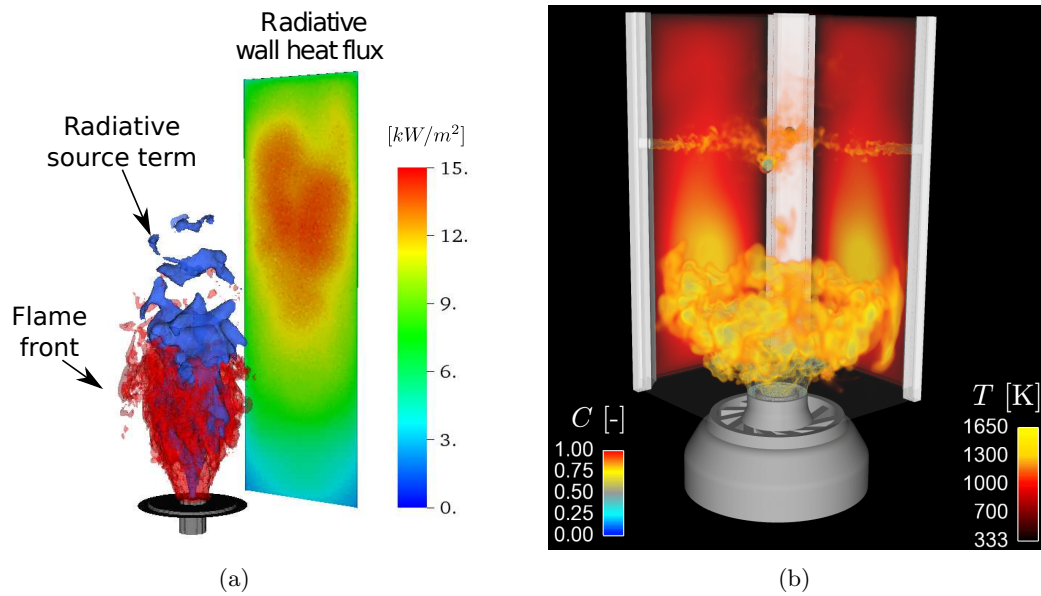 Radiative
wall heat flux
Radiative
source term
Flame
front
[kW/m²]
15.
12.
9.
6.
3.
0.
(a)
C [-]
1.00
0.75
0.50
0.25
0.00
T [K]
1650
1300
1000
700
333
(b)